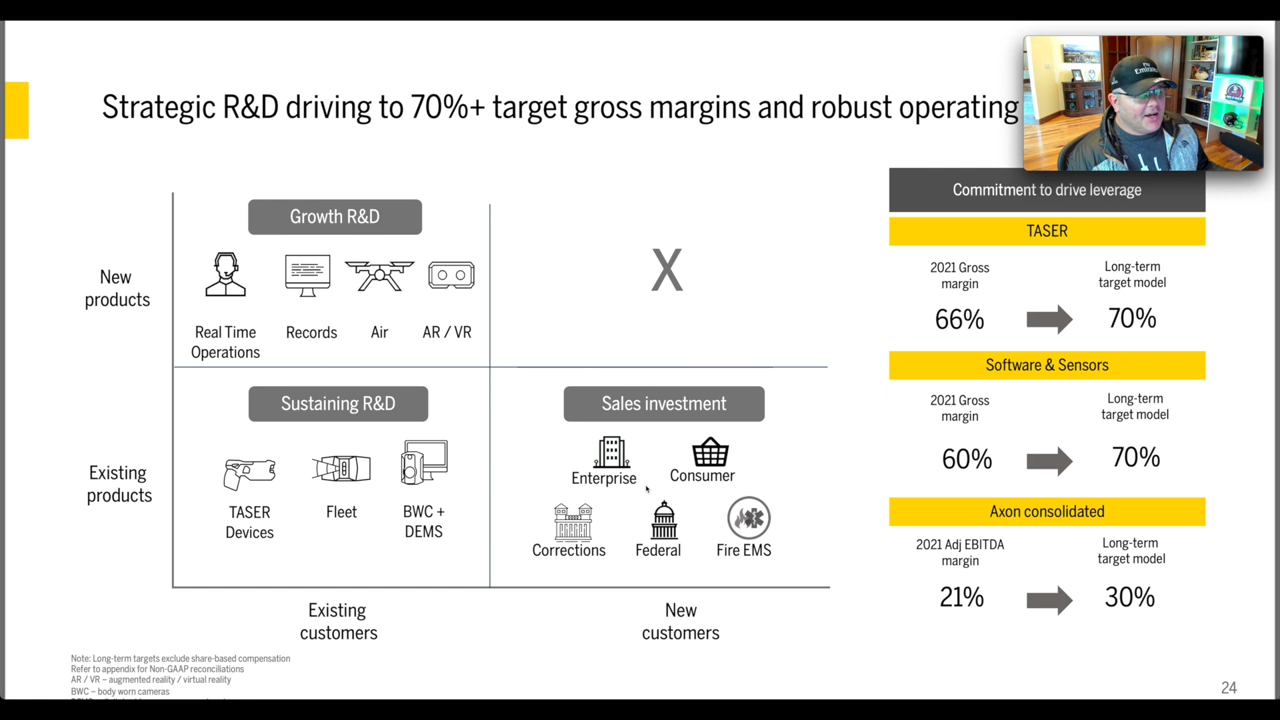 Strategic R&D driving to 70%+ target gross margins and robust operating
Emirates
Commitment to drive leverage
TASER
2021 Gross
margin
Long-term
target model
66%
70%
Software & Sensors
2021 Gross
margin
Long-term
target model
60%
70%
Axon consolidated
2021 Adj EBITDA
margin
Long-term
target model
21%
30%
New
products
Growth R&D
Real Time
Operations
Records
Air
AR / VR
X
Existing
products
Sustaining R&D
TASER
Devices
Fleet
BWC +
DEMS
Sales investment
Enterprise
Consumer
Corrections
Federal
Fire EMS
Existing
customers
New
customers
Note: Long-term targets exclude share-based compensation
Refer to appendix for Non-GAAP reconciliations
AR / VR – augmented reality / virtual reality
BWC – body worn cameras
24